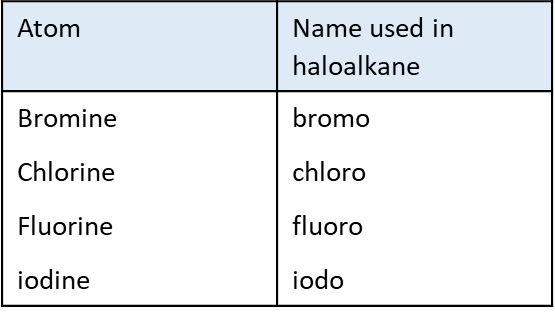 Atom
Name used in
haloalkane
Bromine
bromo
Chlorine
chloro
Fluorine
fluoro
iodine
iodo